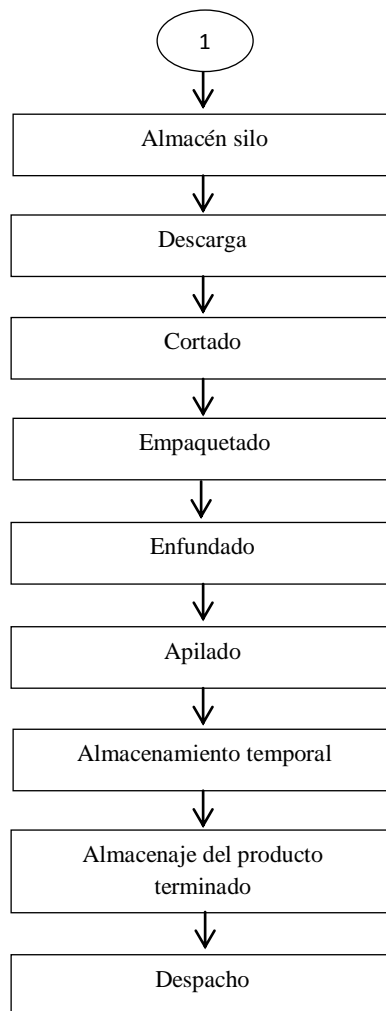 1
Almacén silo
Descarga
Cortado
Empaquetado
Enfundado
Apilado
Almacenamiento temporal
Almacenaje del producto
terminado
Despacho